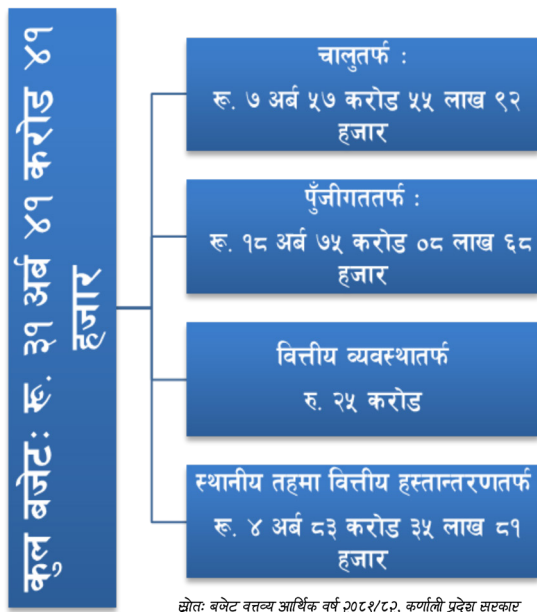 कुल बजेटः रू. ३१ अर्ब ४१ करोड ४१
हजार
चालुतर्फ :
रू. ७ अर्ब ५७ करोड ५५ लाख ९२
हजार
पुँजीगततर्फ :
रू. १८ अर्ब ७५ करोड ०८ लाख ६८
हजार
वित्तीय व्यवस्थातर्फ
रु. २५ करोड
स्थानीय तहमा वित्तीय हस्तान्तरणतर्फ
रू. ४ अर्ब ८३ करोड ३५ लाख ८१
हजार
स्रोतः बजेट वत्तव्य आर्थिक वर्ष २०८१/८२, कर्णाली प्रदेश सरकार